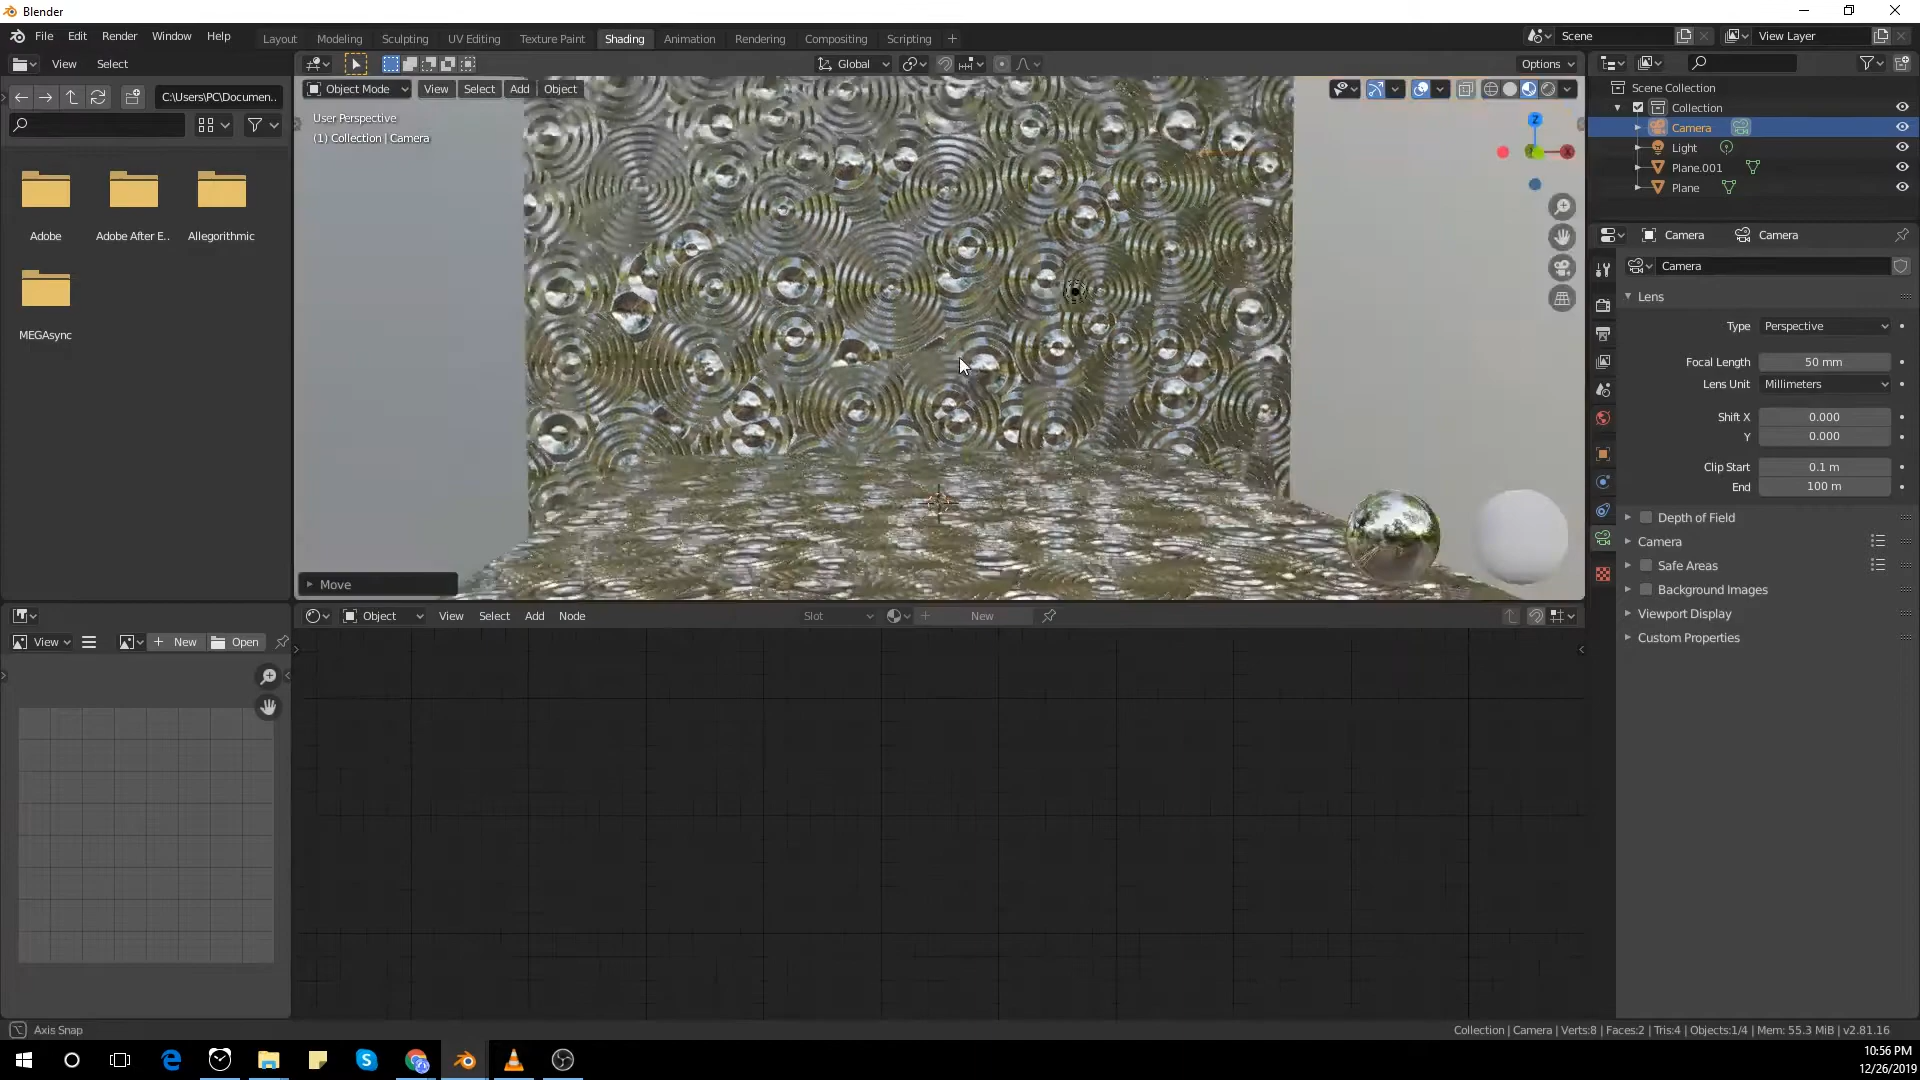 Blender
File Edit Render Window Help
Layout Modeling Sculpting UV Editing Texture Paint Shading Animation Rendering Compositing Scripting
Scene View Layer
View Select
Global
Options
C:\Users\PC\Documen..
Object Mode View Select Add Object
User Perspective
(1) Collection | Camera
Z
Scene Collection
Collection
Camera
Light
Plane.001
Plane
Adobe
Adobe After E..
Allegorithmic
MEGAsync
Camera Camera
Camera
Lens
Type Perspective
Focal Length 50 mm
Lens Unit Millimeters
Shift X 0.000
Y 0.000
Clip Start 0.1 m
End 100 m
Depth of Field
Camera
Safe Areas
Background Images
Viewport Display
Custom Properties
Move
Object View Select Add Node Slot New
View New Open
Axis Snap
Collection | Camera | Verts:8 | Faces:2 | Tris:4 | Objects:1/4 | Mem: 55.3 MiB | v2.81.16
10:56 PM
12/26/2019